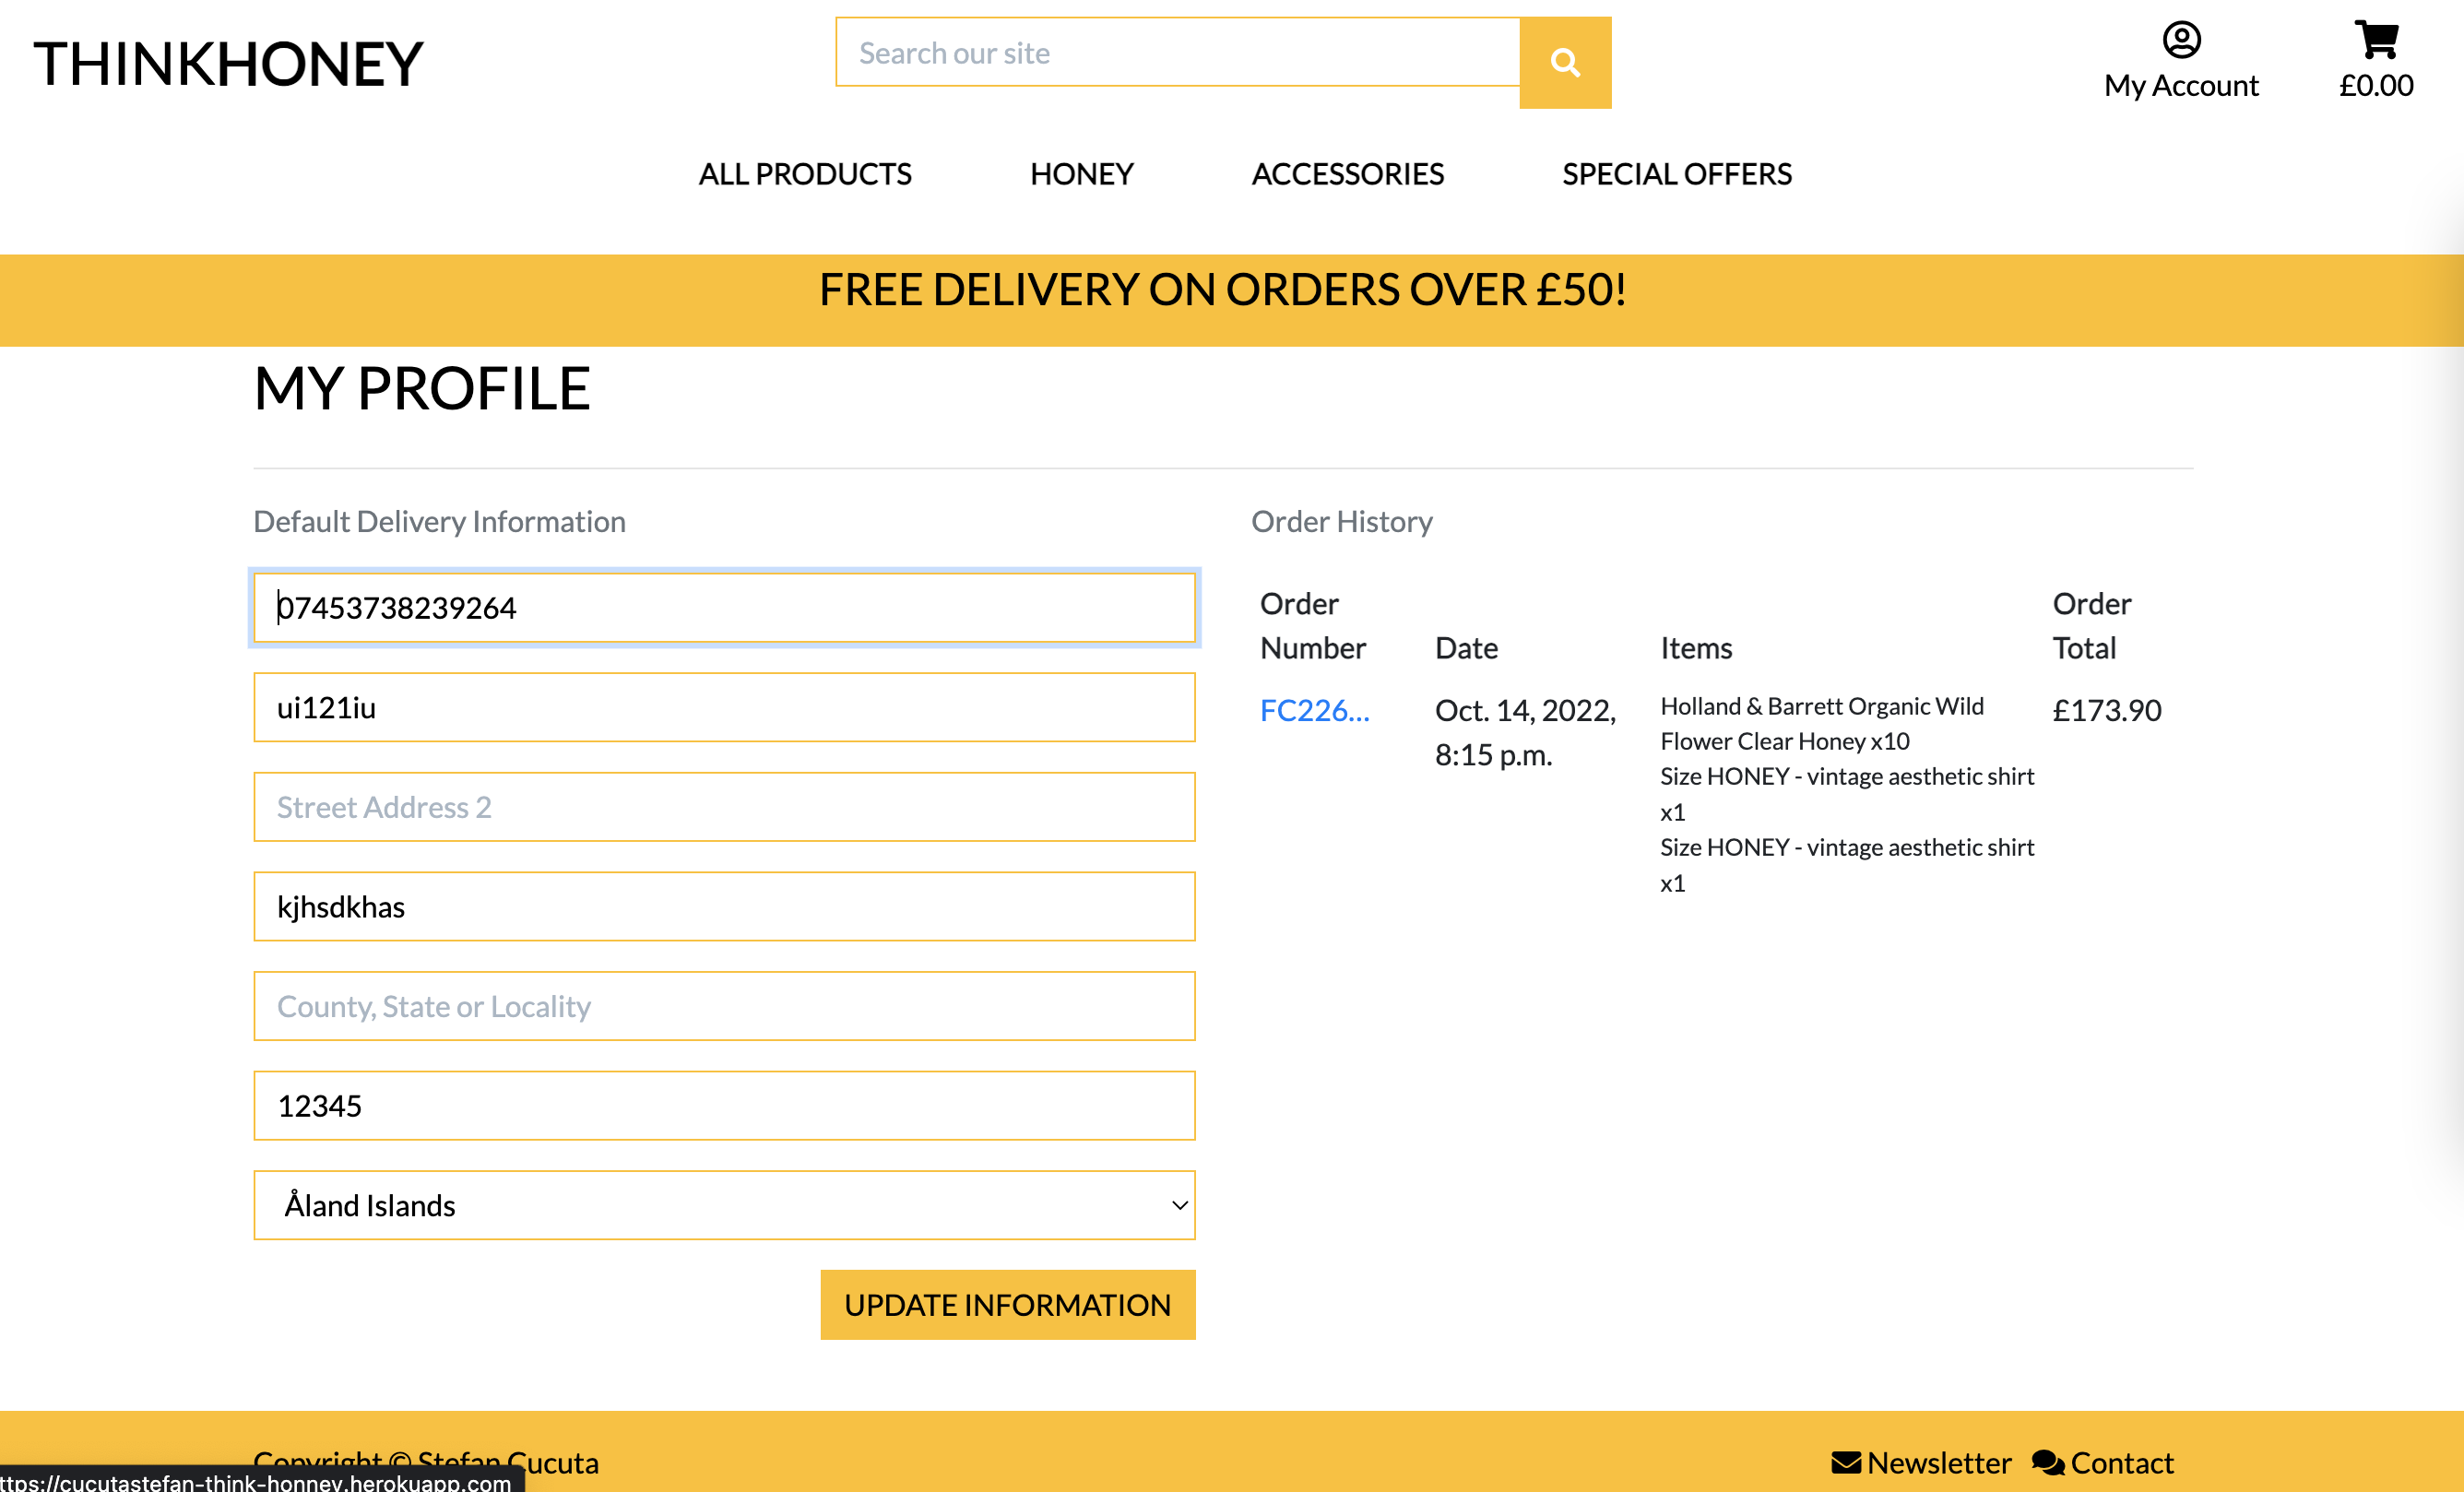 THINKHONEY
Search our site
My Account
£0.00
ALL PRODUCTS HONEY ACCESSORIES SPECIAL OFFERS
FREE DELIVERY ON ORDERS OVER £50!
MY PROFILE
Default Delivery Information
07453738239264
ui121iu
Street Address 2
kjhsdkhas
County, State or Locality
12345
Åland Islands
UPDATE INFORMATION
Order History
Order Number Date Items Order Total
FC226...
Oct. 14, 2022,
8:15 p.m.
Holland & Barrett Organic Wild
Flower Clear Honey x10
Size HONEY - vintage aesthetic shirt
x1
Size HONEY - vintage aesthetic shirt
x1
£173.90
Copyright © Stefan Cucuta
Newsletter Contact
ttps://cucutastefan-think-honney.herokuapp.com